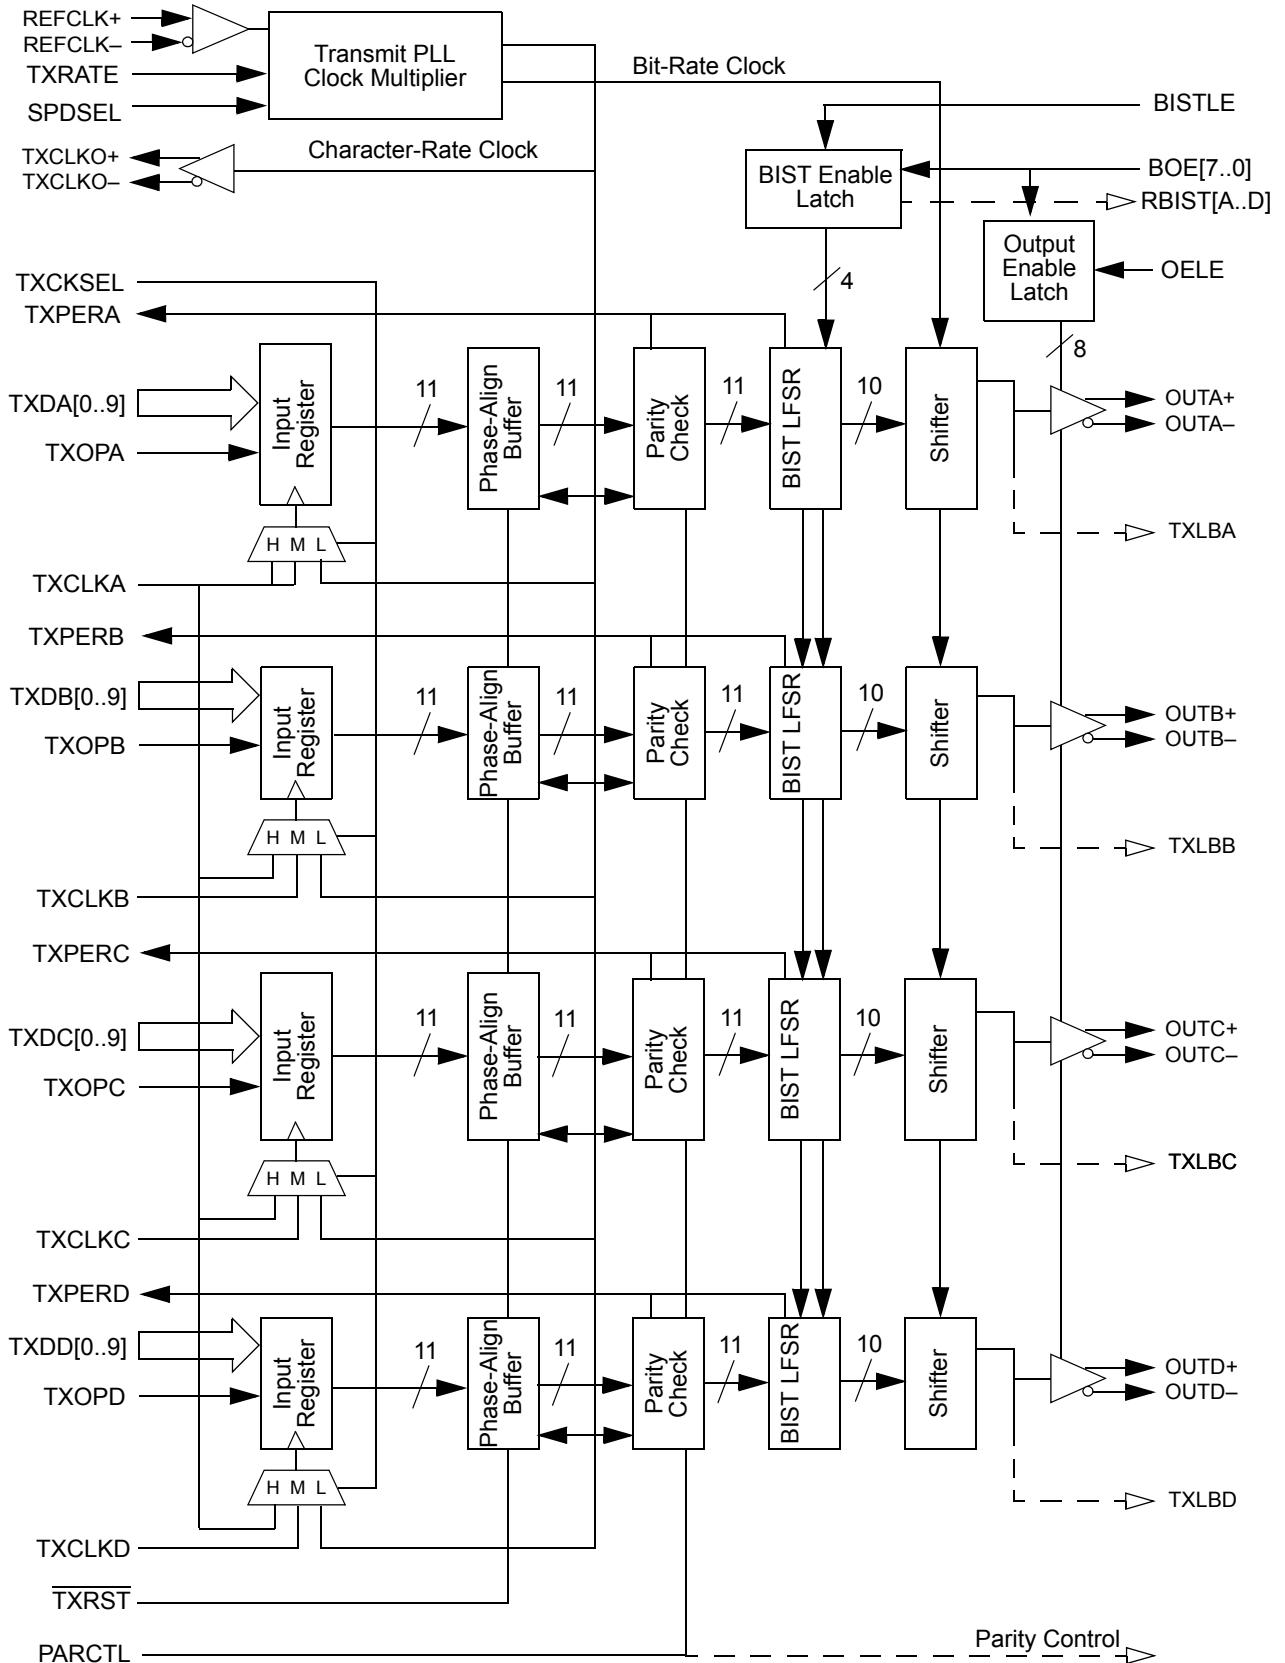 REFCLK+
REFCLK–
TXRATE
SPDSEL
Transmit PLL
Clock Multiplier
Bit-Rate Clock
BISTLE
TXCLKO+
TXCLKO–
Character-Rate Clock
BIST Enable
Latch
BOE[7..0]
RBIST[A..D]
Output
Enable
Latch
OELE
4
8
TXCKSEL
TXPERA
TXDA[0..9]
TXOPA
Input
Register
11
Phase-Align
Buffer
11
Parity
Check
11
BIST LFSR
10
Shifter
OUTA+
OUTA–
H M L
TXLBA
TXCLKA
TXPERB
TXDB[0..9]
TXOPB
Input
Register
11
Phase-Align
Buffer
11
Parity
Check
11
BIST LFSR
10
Shifter
OUTB+
OUTB–
H M L
TXLBB
TXCLKB
TXPERC
TXDC[0..9]
TXOPC
Input
Register
11
Phase-Align
Buffer
11
Parity
Check
11
BIST LFSR
10
Shifter
OUTC+
OUTC–
H M L
TXLBC
TXCLKC
TXPERD
TXDD[0..9]
TXOPD
Input
Register
11
Phase-Align
Buffer
11
Parity
Check
11
BIST LFSR
10
Shifter
OUTD+
OUTD–
H M L
TXLBD
TXCLKD
TXRST
PARCTL
Parity Control